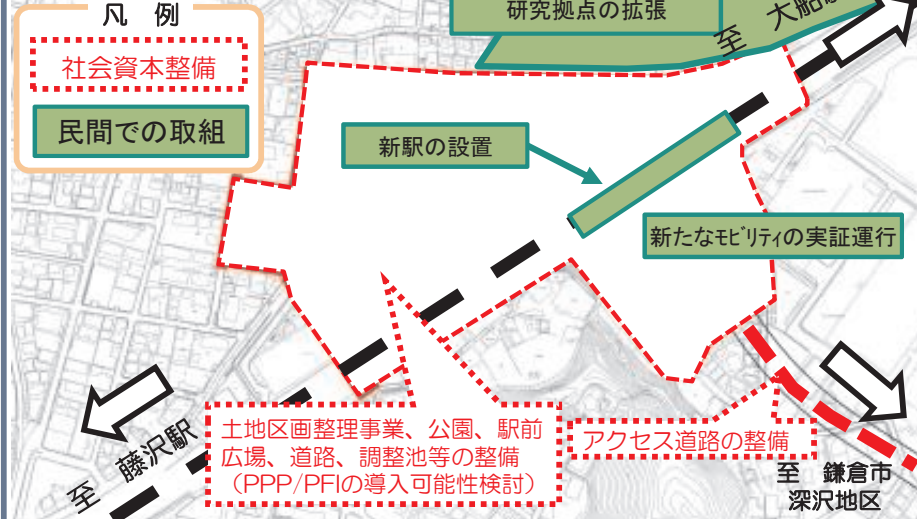 凡 例
社会資本整備
民間での取組
研究拠点の拡張
至 大船
新駅の設置
新たなﾓﾋﾞﾘﾃｨの実証運行
土地区画整理事業、公園、駅前
広場、道路、調整池等の整備
（PPP/PFIの導入可能性検討）
アクセス道路の整備
至 藤沢駅
至 鎌倉市
深沢地区